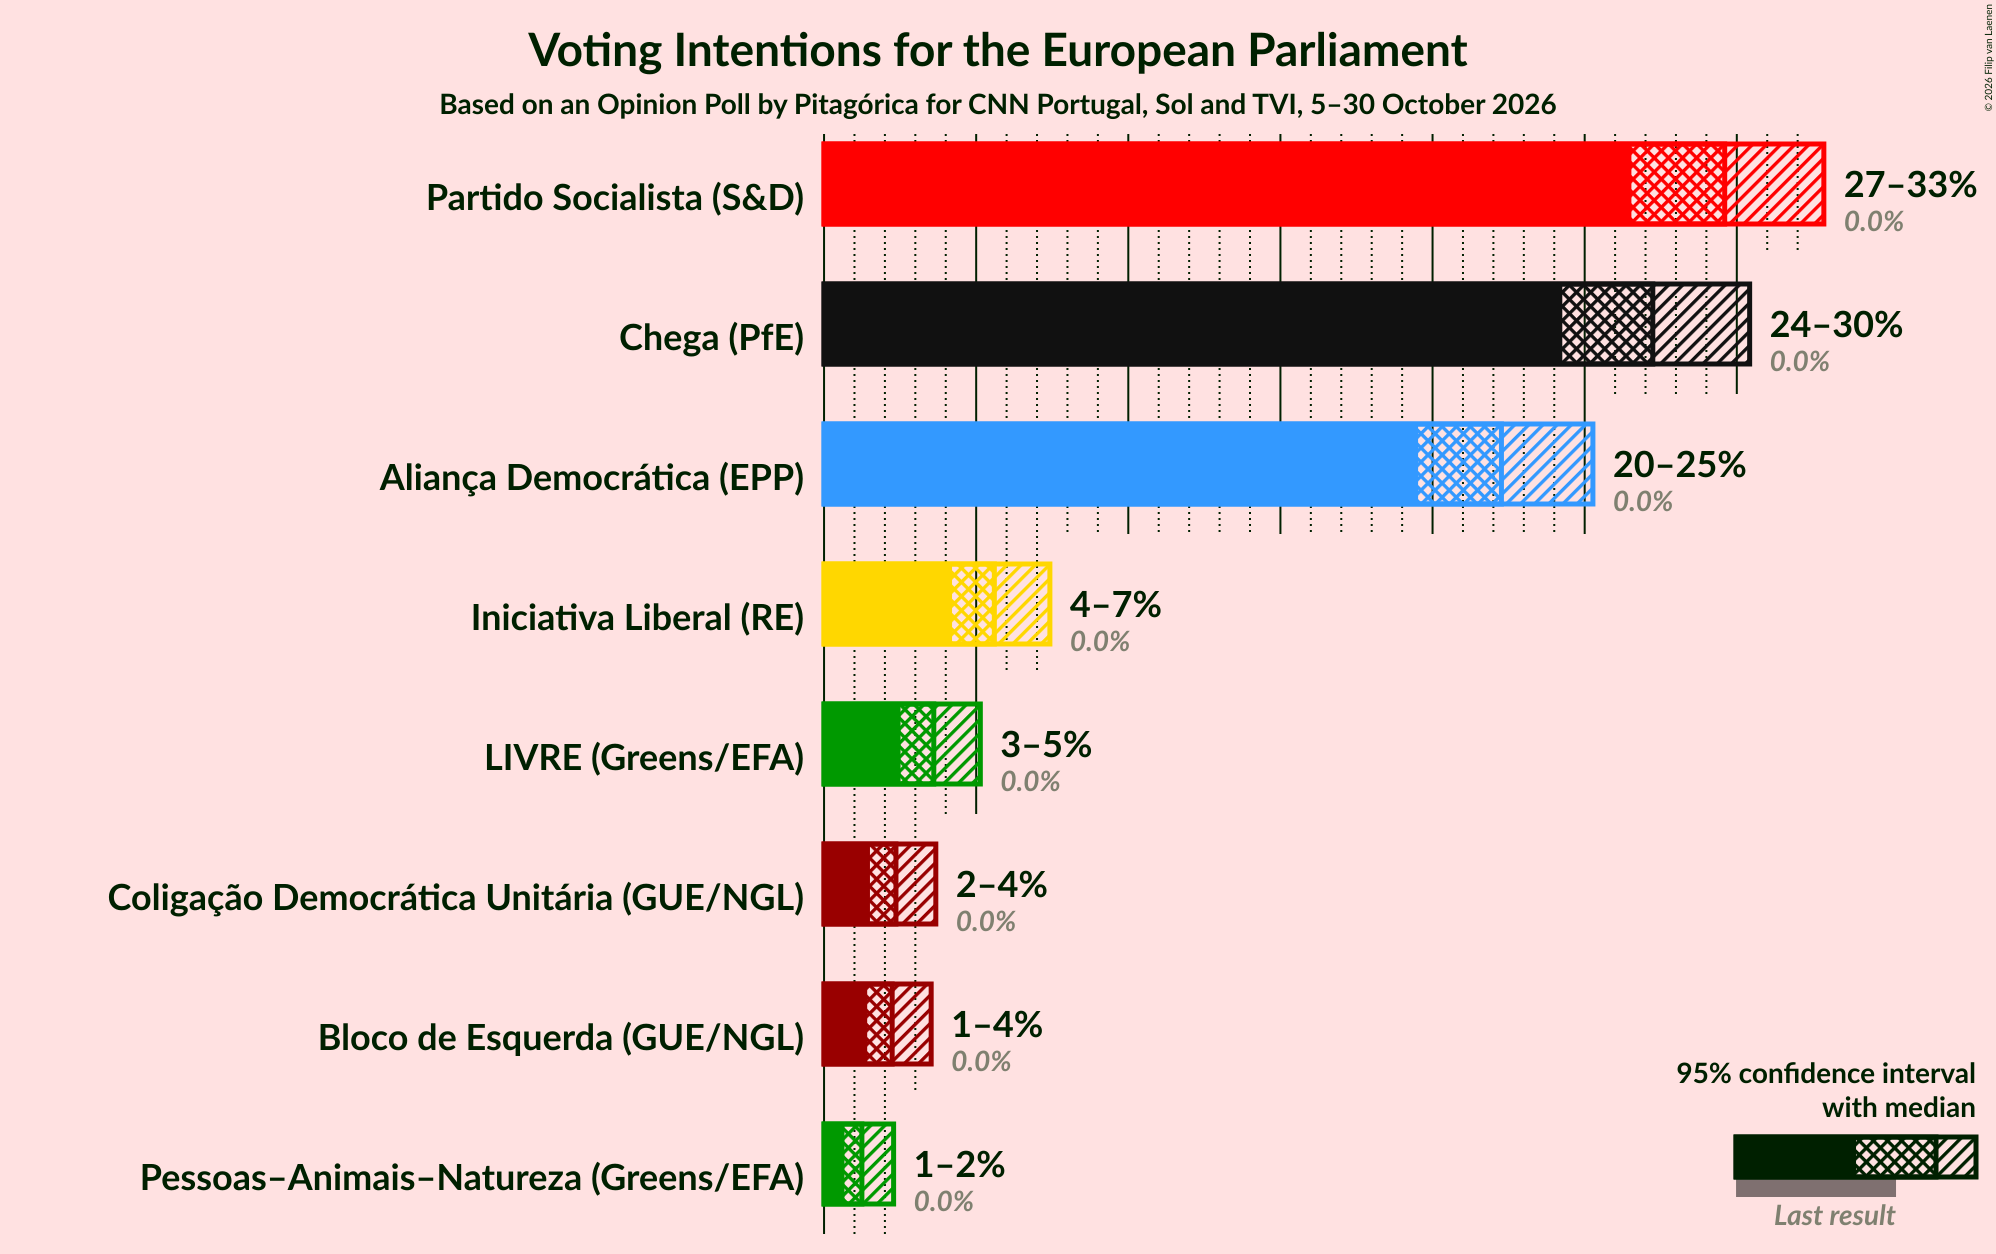 Voting Intentions for the European Parliament
Based on an Opinion Poll by Pitagórica for CNN Portugal, Sol and TVI, 5–30 October 2026
© 2026 Filip van Laenen
Partido Socialista (S&D)
27–33%
0.0%
Chega (PfE)
24–30%
0.0%
Aliança Democrática (EPP)
20–25%
0.0%
Iniciativa Liberal (RE)
4–7%
0.0%
LIVRE (Greens/EFA)
3–5%
0.0%
Coligação Democrática Unitária (GUE/NGL)
2–4%
0.0%
Bloco de Esquerda (GUE/NGL)
1–4%
0.0%
Pessoas–Animais–Natureza (Greens/EFA)
1–2%
0.0%
95% confidence interval
with median
Last result